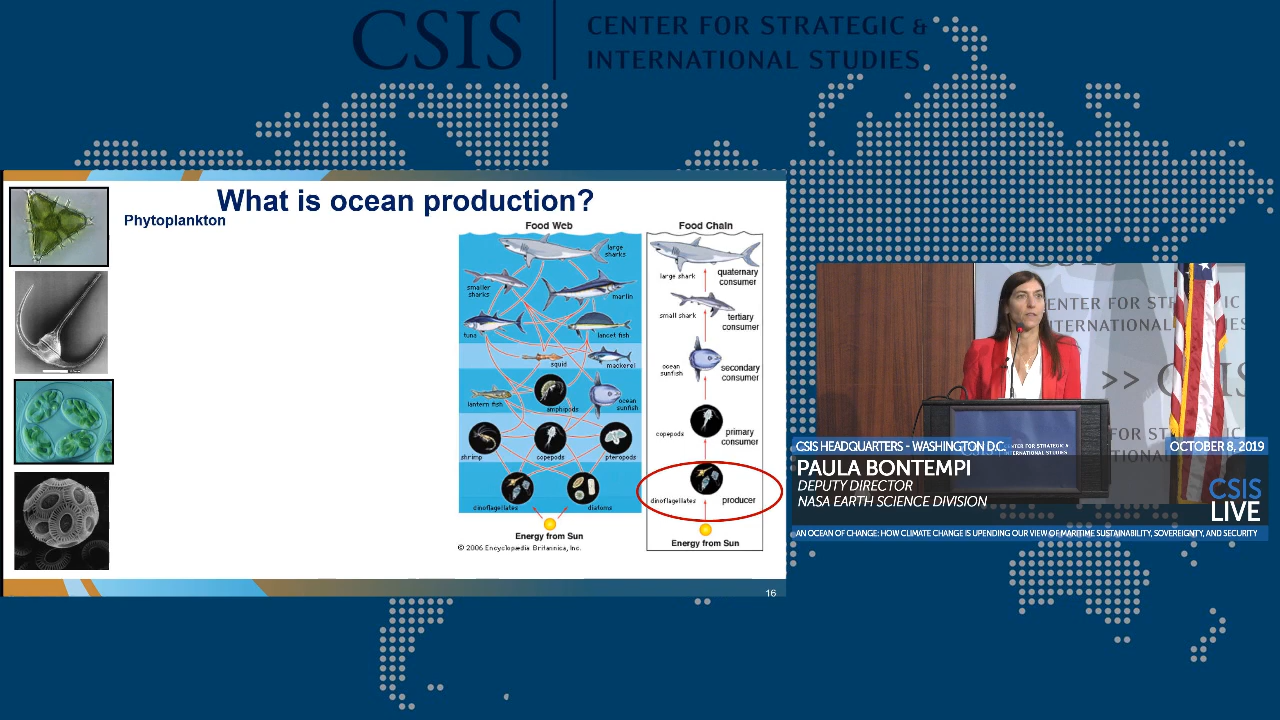 CSIS
CENTER FOR STRATEGIC &
INTERNATIONAL STUDIES
What is ocean production?
Phytoplankton
Food Web
large
sharks
smaller
sharks
marlin
tuna
lancet fish
squid
mackerel
lantern fish
amphipods
ocean
sunfish
shrimp
copepods
pteropods
dinoflagellates
diatoms
Energy from Sun
© 2006 Encyclopædia Britannica, Inc.
Food Chain
large shark
quaternary
consumer
small shark
tertiary
consumer
ocean
sunfish
secondary
consumer
copepods
primary
consumer
dinoflagellates
producer
Energy from Sun
16
CSIS HEADQUARTERS - WASHINGTON D.C.
OCTOBER 8, 2019
PAULA BONTEMPI
DEPUTY DIRECTOR
NASA EARTH SCIENCE DIVISION
CSIS
LIVE
AN OCEAN OF CHANGE: HOW CLIMATE CHANGE IS UPENDING OUR VIEW OF MARITIME SUSTAINABILITY, SOVEREIGNTY, AND SECURITY